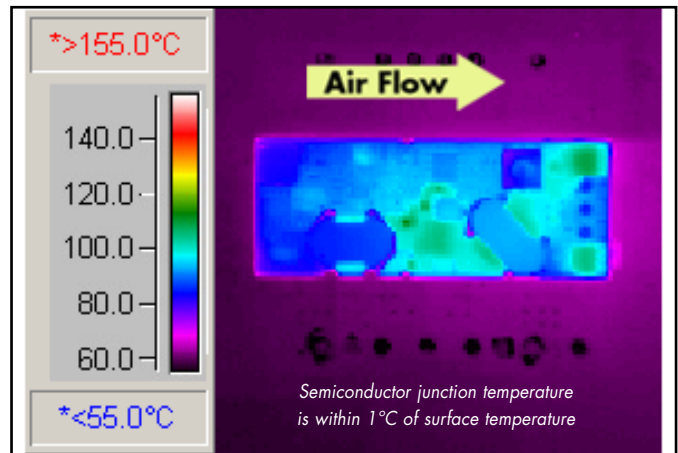 *>155.0°C
140.0
120.0
100.0
80.0
60.0
*<55.0°C
Air Flow
Semiconductor junction temperature
is within 1°C of surface temperature